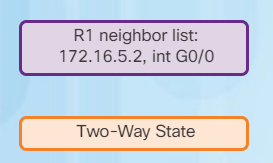 R1 neighbor list:
172.16.5.2, int G0/0
Two-Way State